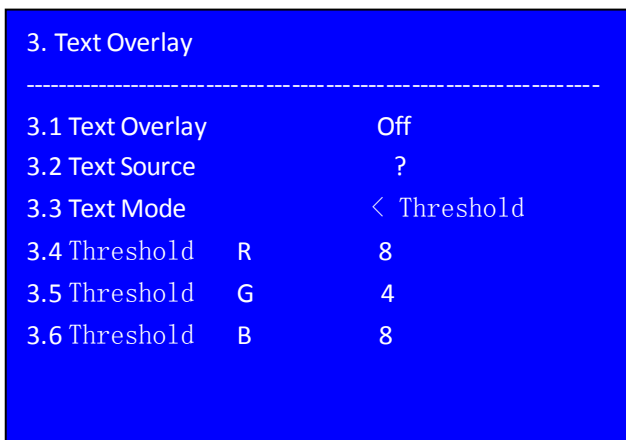 3. Text Overlay
----------------------------------------------------------------------
3.1 Text Overlay Off
3.2 Text Source ?
3.3 Text Mode < Threshold
3.4 Threshold R 8
3.5 Threshold G 4
3.6 Threshold B 8